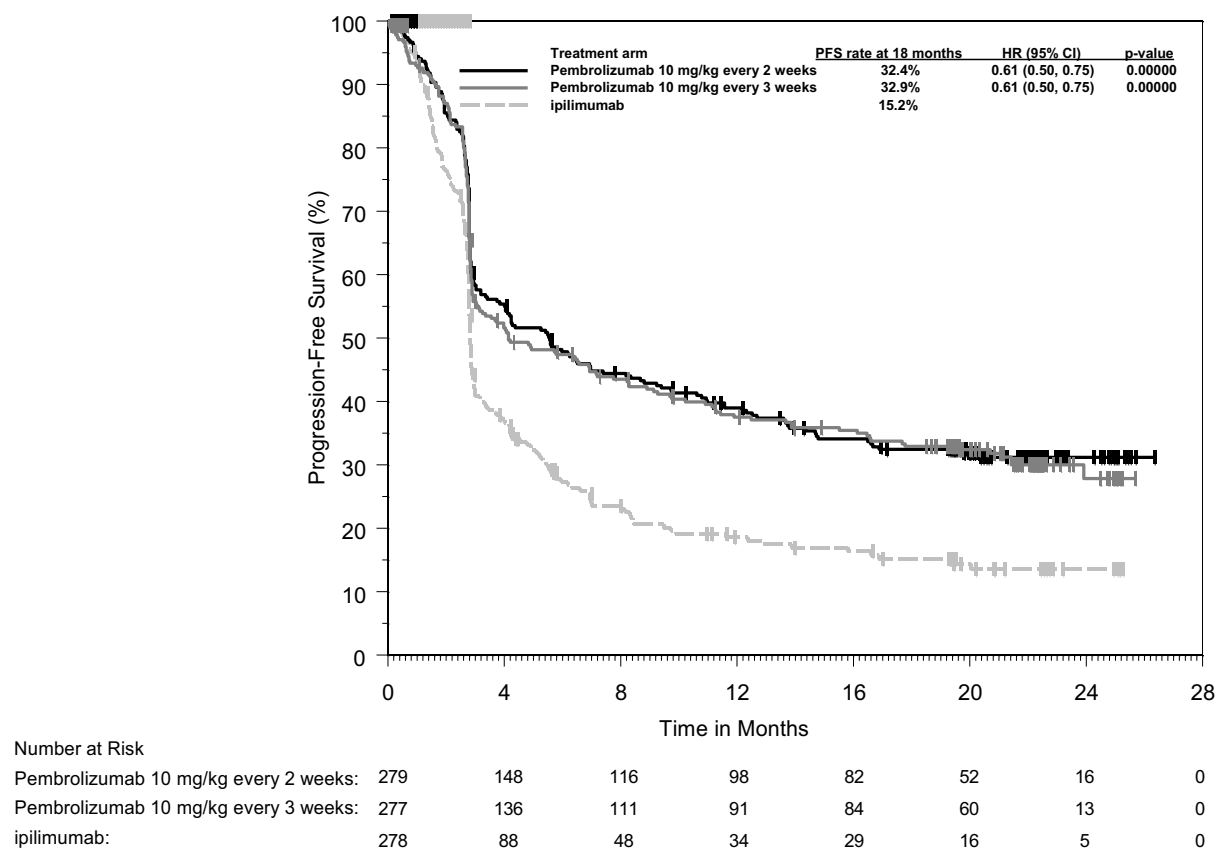 Treatment arm PFS rate at 18 months HR (95% CI) p-value
Pembrolizumab 10 mg/kg every 2 weeks 32.4% 0.61 (0.50, 0.75) 0.00000
Pembrolizumab 10 mg/kg every 3 weeks 32.9% 0.61 (0.50, 0.75) 0.00000
ipilimumab 15.2%
Progression-Free Survival (%)
100
90
80
70
60
50
40
30
20
10
0
0 4 8 12 16 20 24 28
Time in Months
Number at Risk
Pembrolizumab 10 mg/kg every 2 weeks: 279 148 116 98 82 52 16 0
Pembrolizumab 10 mg/kg every 3 weeks: 277 136 111 91 84 60 13 0
ipilimumab: 278 88 48 34 29 16 5 0